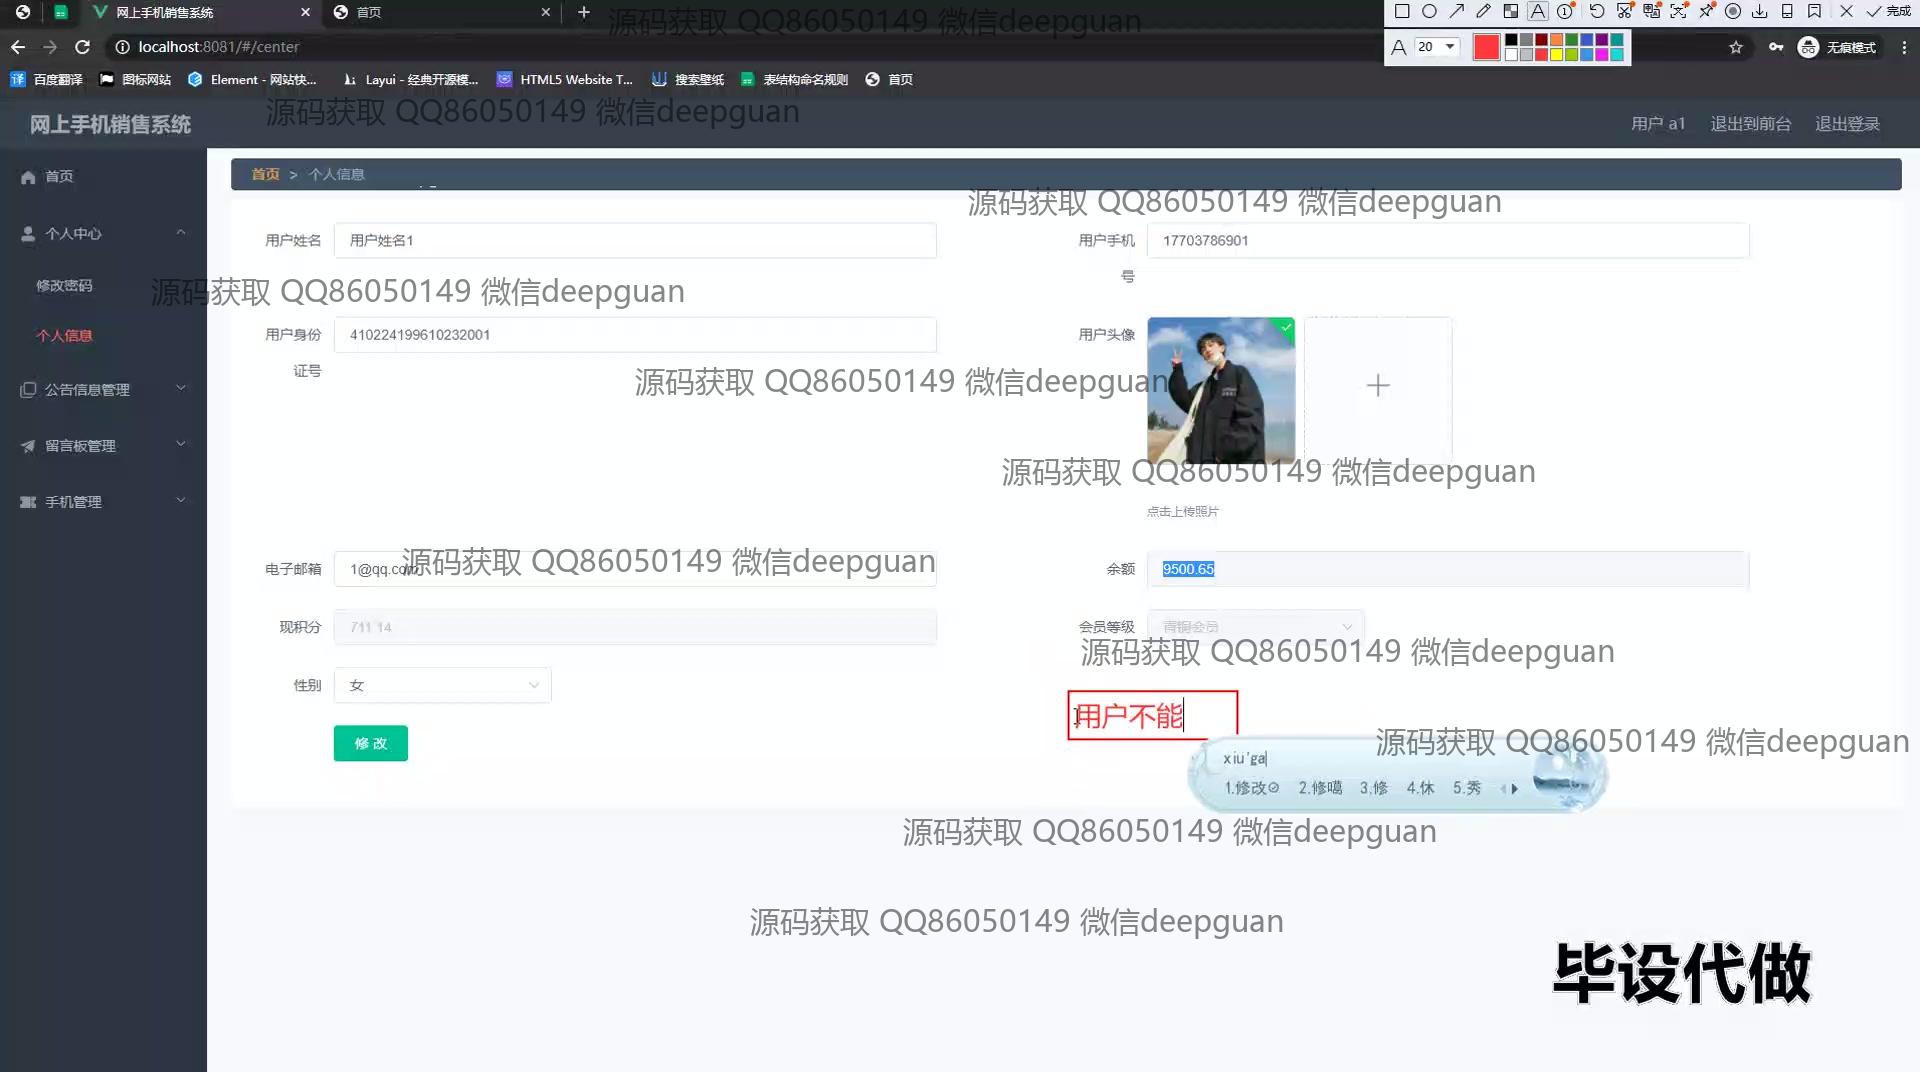 网上手机销售系统
首页
源码获取 QQ86050149 微信deepguan
完成
localhost:8081/#/center
A 20
无痕模式
百度翻译 图标网站 Element - 网站快... Layui - 经典开源模... HTML5 Website T... 搜索壁纸 表结构命名规则 首页
源码获取 QQ86050149 微信deepguan
网上手机销售系统
用户 a1 退出到前台 退出登录
首页
首页 > 个人信息
源码获取 QQ86050149 微信deepguan
个人中心
用户姓名 用户姓名1
用户手机号 17703786901
修改密码
源码获取 QQ86050149 微信deepguan
个人信息
用户身份证号 410224199610232001
用户头像
源码获取 QQ86050149 微信deepguan
公告信息管理
留言板管理
源码获取 QQ86050149 微信deepguan
手机管理
点击上传照片
电子邮箱 1@qq.com
源码获取 QQ86050149 微信deepguan
余额 9500.65
现积分 711.14
会员等级 青铜会员
源码获取 QQ86050149 微信deepguan
性别 女
用户不能
修 改
源码获取 QQ86050149 微信deepguan
xiu'ga
1.修改 2.修噶 3.修 4.休 5.秀
源码获取 QQ86050149 微信deepguan
源码获取 QQ86050149 微信deepguan
毕设代做